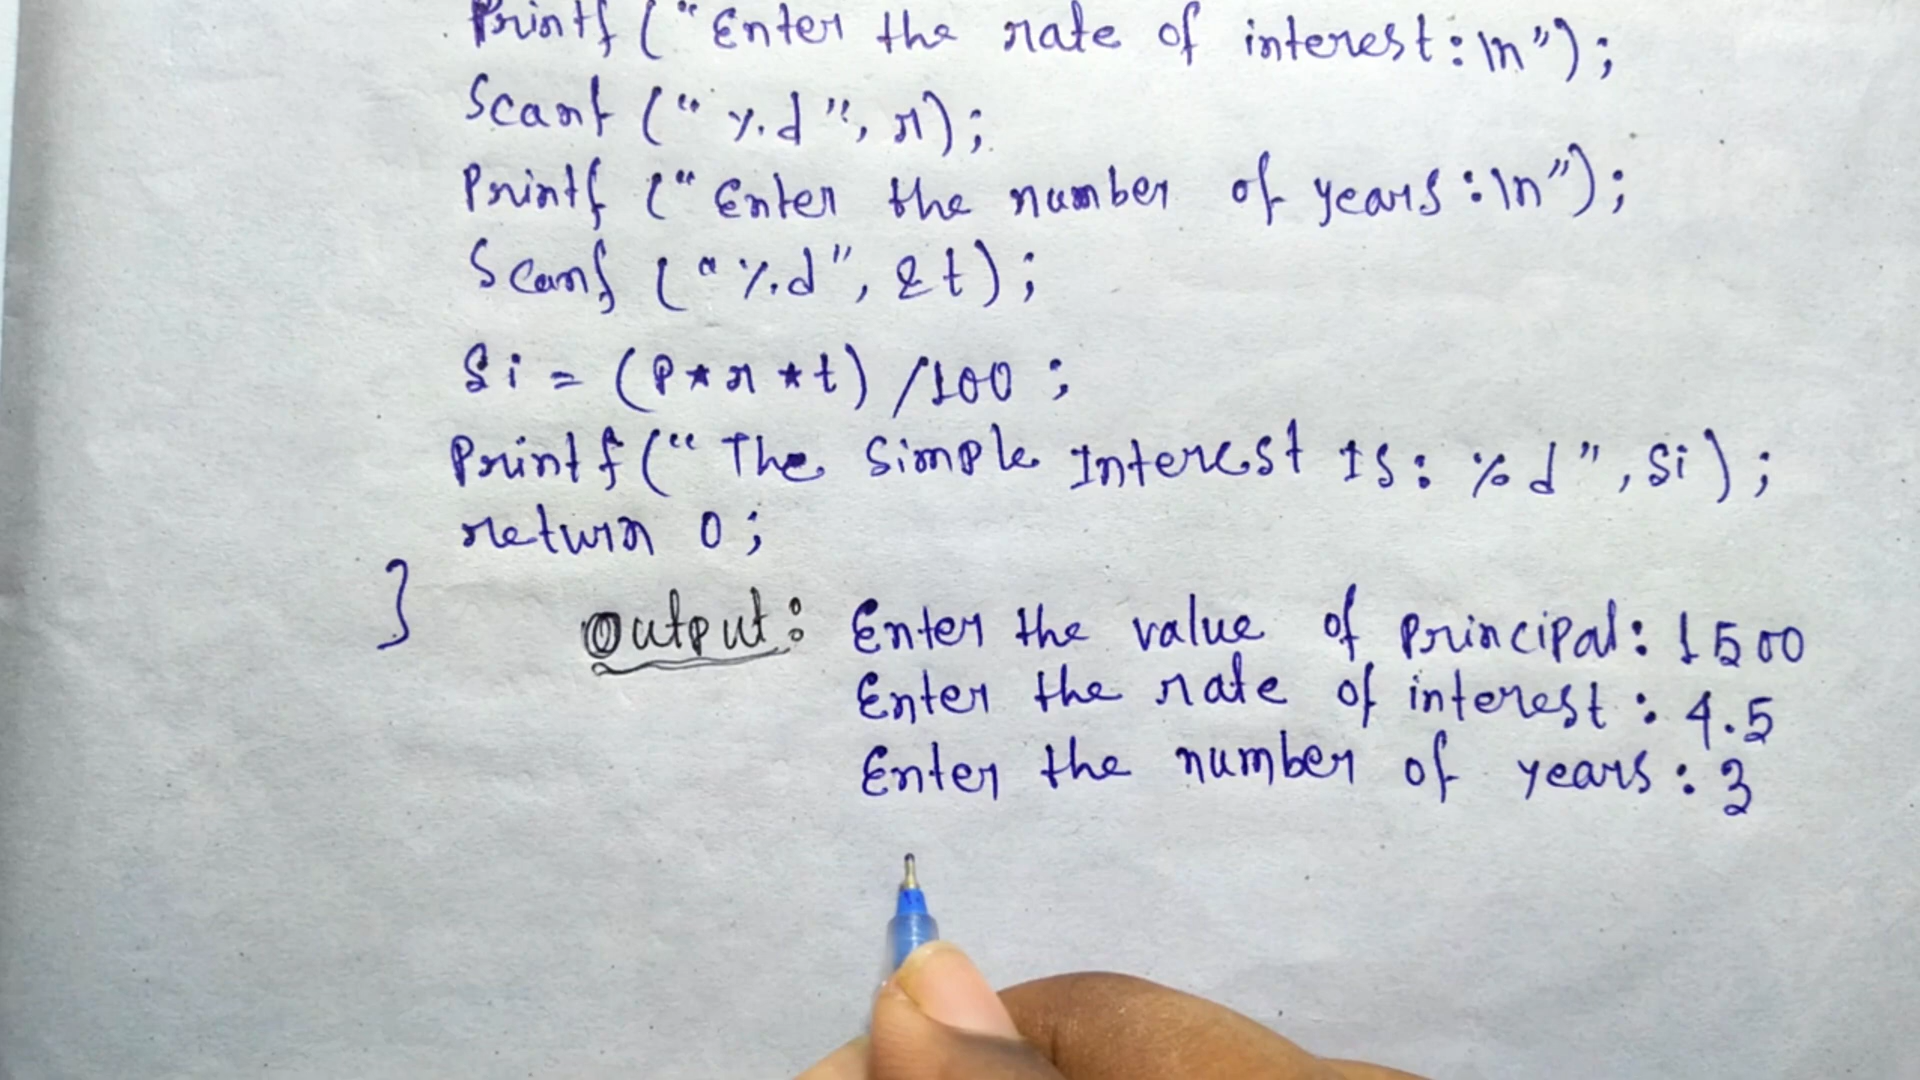 Printf ("Enter the rate of interest:\n");
Scanf ("%d", r);
Printf ("Enter the number of years:\n");
Scanf ("%d", &t);
Si = (P*r*t) /100;
Printf ("The Simple Interest Is: %d", Si);
return 0;
}
Output: Enter the value of Principal: 1500
Enter the rate of interest: 4.5
Enter the number of years: 3